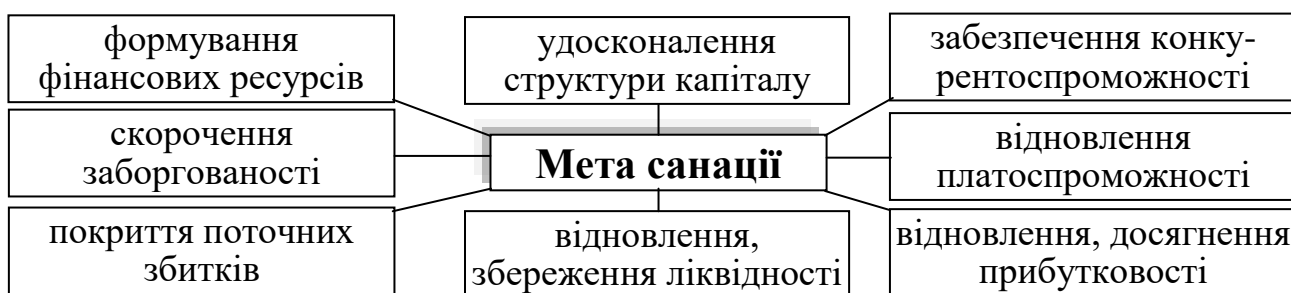 формування
фінансових ресурсів
удосконалення
структури капіталу
забезпечення конку-
рентоспроможності
скорочення
заборгованості
Мета санації
відновлення
платоспроможності
покриття поточних
збитків
відновлення,
збереження ліквідності
відновлення, досягнення
прибутковості